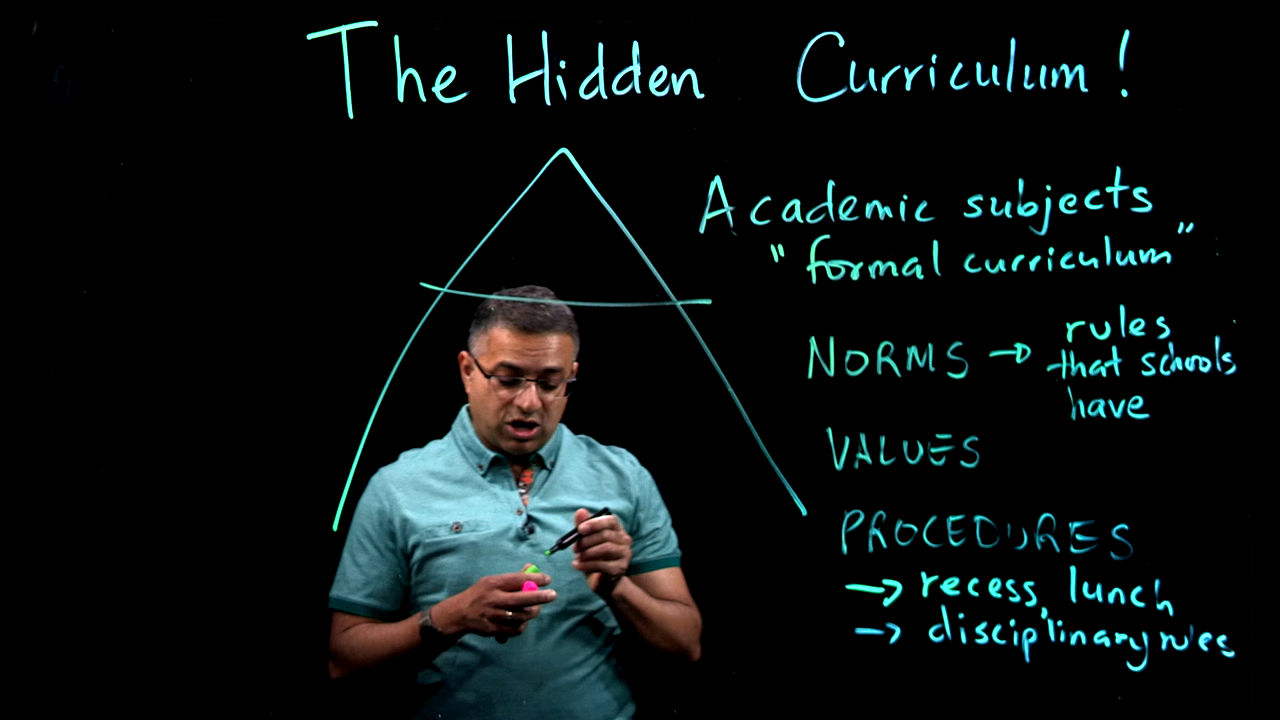 The Hidden Curriculum!
Academic subjects
"formal curriculum"
NORMS → rules
that schools
have
VALUES
PROCEDURES
→ recess, lunch
→ disciplinary rules